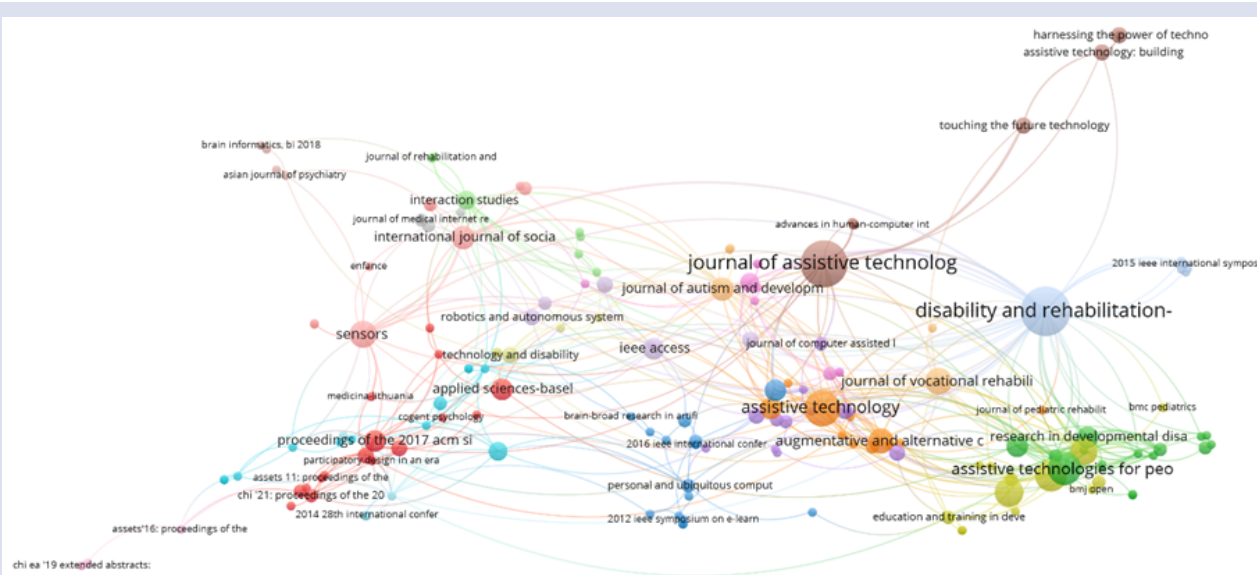 harnessing the power of techno
assistive technology: building
touching the future technology
brain informatics, bi 2018
journal of rehabilitation and
asian journal of psychiatry
interaction studies
journal of medical internet re
advances in human-computer int
international journal of socia
journal of assistive technolog
enfance
2015 ieee international sympos
journal of autism and developm
disability and rehabilitation-
robotics and autonomous system
sensors
ieee access
journal of computer assisted l
technology and disability
journal of vocational rehabili
applied sciences-basel
medicina-lithuania
assistive technology
journal of pediatric rehabilit
bmc pediatrics
cogent psychology
brain-broad research in artifi
proceedings of the 2017 acm si
2016 ieee international confer
augmentative and alternative c
research in developmental disa
participatory design in an era
assistive technologies for peo
assets 11: proceedings of the
personal and ubiquitous comput
bmj open
chi '21: proceedings of the 20
2014 28th international confer
2012 ieee symposium on e-learn
education and training in deve
assets'16: proceedings of the
chi ea '19 extended abstracts: